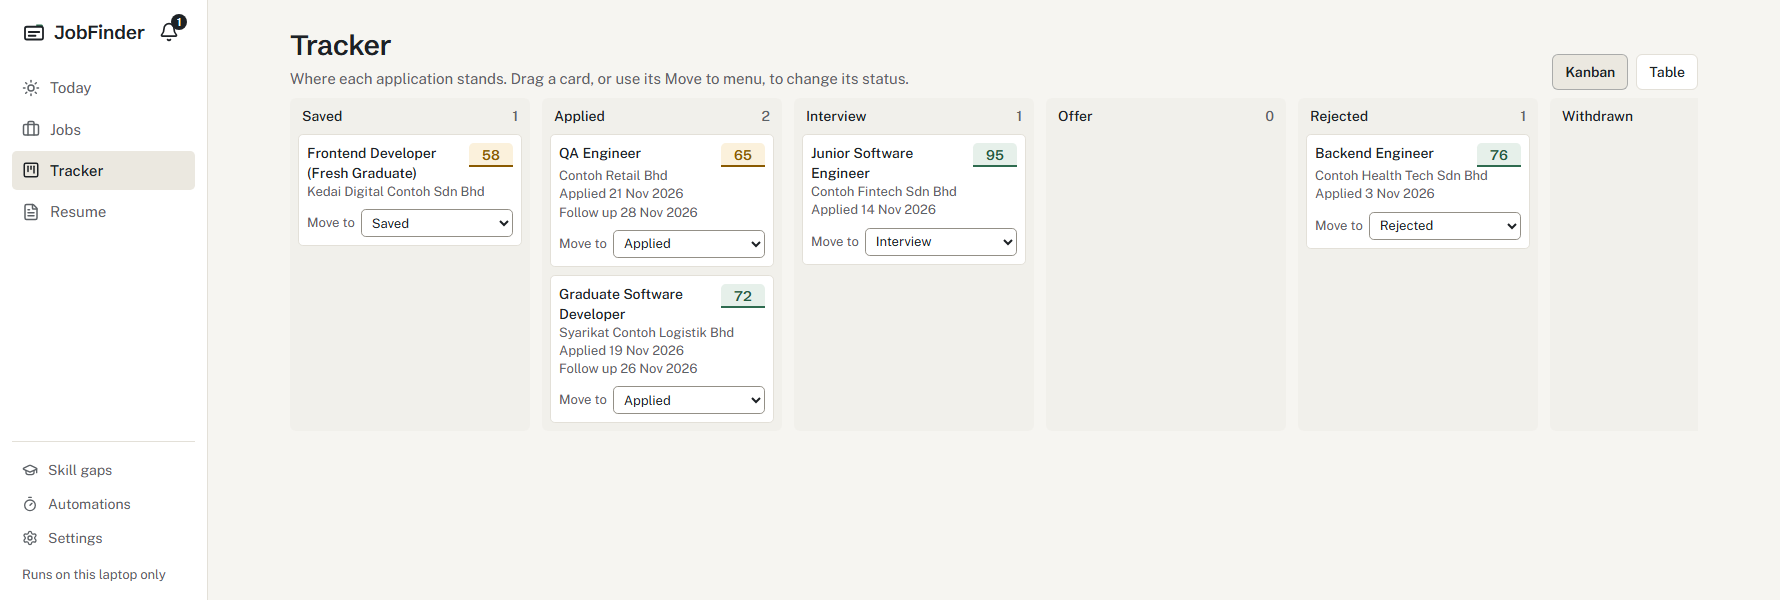 JobFinder
1
Today
Jobs
Tracker
Resume
Skill gaps
Automations
Settings
Runs on this laptop only
Tracker
Where each application stands. Drag a card, or use its Move to menu, to change its status.
Kanban
Table
Saved 1
Frontend Developer (Fresh Graduate)
58
Kedai Digital Contoh Sdn Bhd
Move to Saved
Applied 2
QA Engineer
65
Contoh Retail Bhd
Applied 21 Nov 2026
Follow up 28 Nov 2026
Move to Applied
Graduate Software Developer
72
Syarikat Contoh Logistik Bhd
Applied 19 Nov 2026
Follow up 26 Nov 2026
Move to Applied
Interview 1
Junior Software Engineer
95
Contoh Fintech Sdn Bhd
Applied 14 Nov 2026
Move to Interview
Offer 0
Rejected 1
Backend Engineer
76
Contoh Health Tech Sdn Bhd
Applied 3 Nov 2026
Move to Rejected
Withdrawn